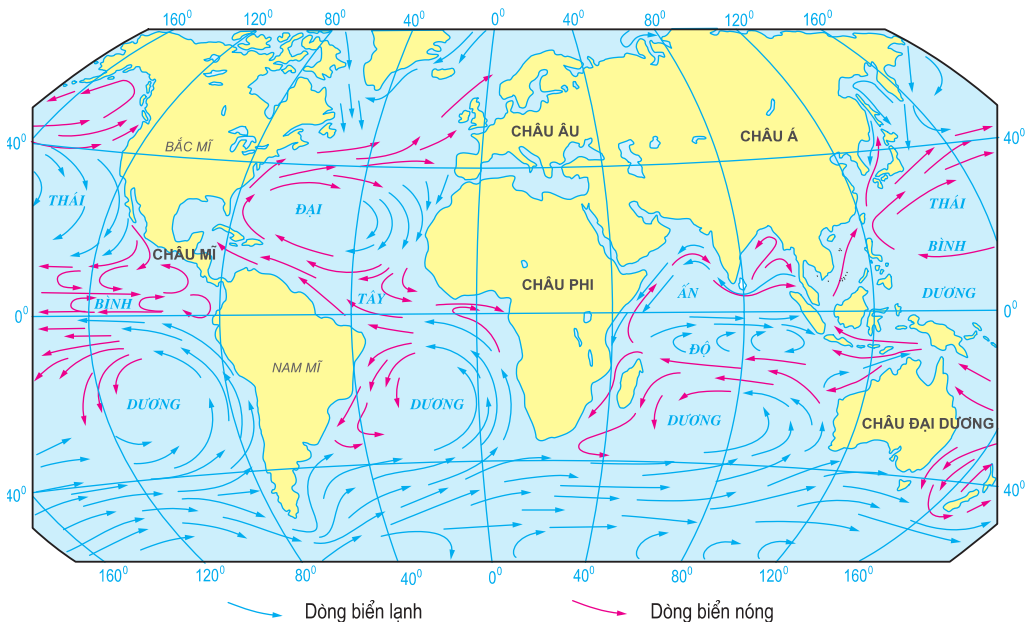 160⁰ 120⁰ 80⁰ 40⁰ 0⁰ 40⁰ 80⁰ 120⁰ 160⁰
CHÂU ÂU
CHÂU Á
40⁰ 40⁰
BẮC MĨ
THÁI
ĐẠI
THÁI
BÌNH
CHÂU MĨ
CHÂU PHI
ẤN
DƯƠNG
BÌNH
TÂY
0⁰ 0⁰
ĐỘ
NAM MĨ
DƯƠNG
DƯƠNG
DƯƠNG
CHÂU ĐẠI DƯƠNG
40⁰ 40⁰
160⁰ 120⁰ 80⁰ 40⁰ 0⁰ 40⁰ 80⁰ 120⁰ 160⁰
Dòng biển lạnh
Dòng biển nóng